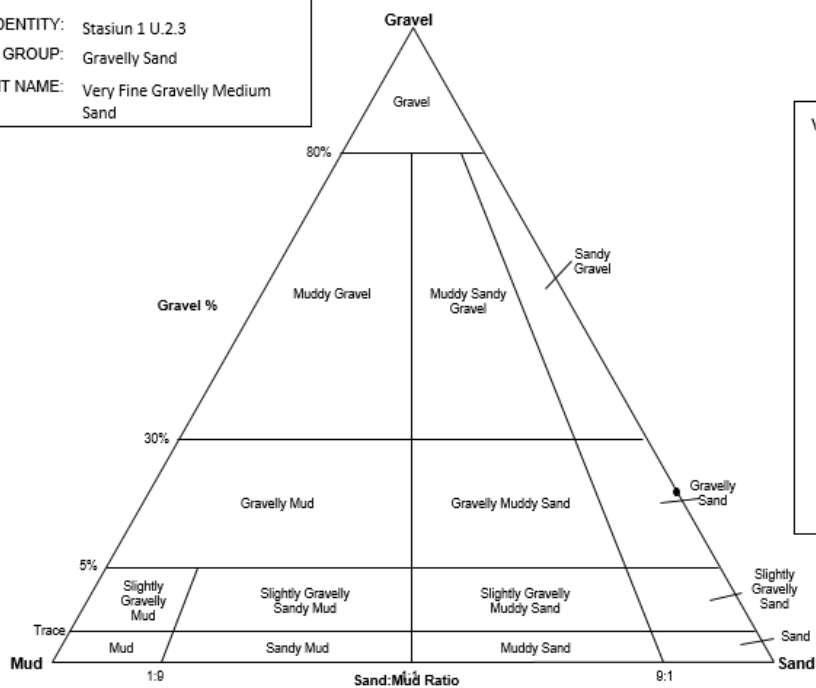 DENTITY: Stasiun 1 U.2.3
GROUP: Gravelly Sand
NAME: Very Fine Gravelly Medium
Sand
Gravel
Gravel
80%
Sandy
Gravel
Muddy Gravel
Muddy Sandy
Gravel
Gravel %
30%
Gravelly Mud
Gravelly Muddy Sand
Gravelly
Sand
5%
Slightly
Gravelly
Mud
Slightly Gravelly
Sandy Mud
Slightly Gravelly
Muddy Sand
Slightly
Gravelly
Sand
Trace
Mud
Sandy Mud
Muddy Sand
Sand
Mud
Sand
1:9
9:1
Sand:Mud Ratio